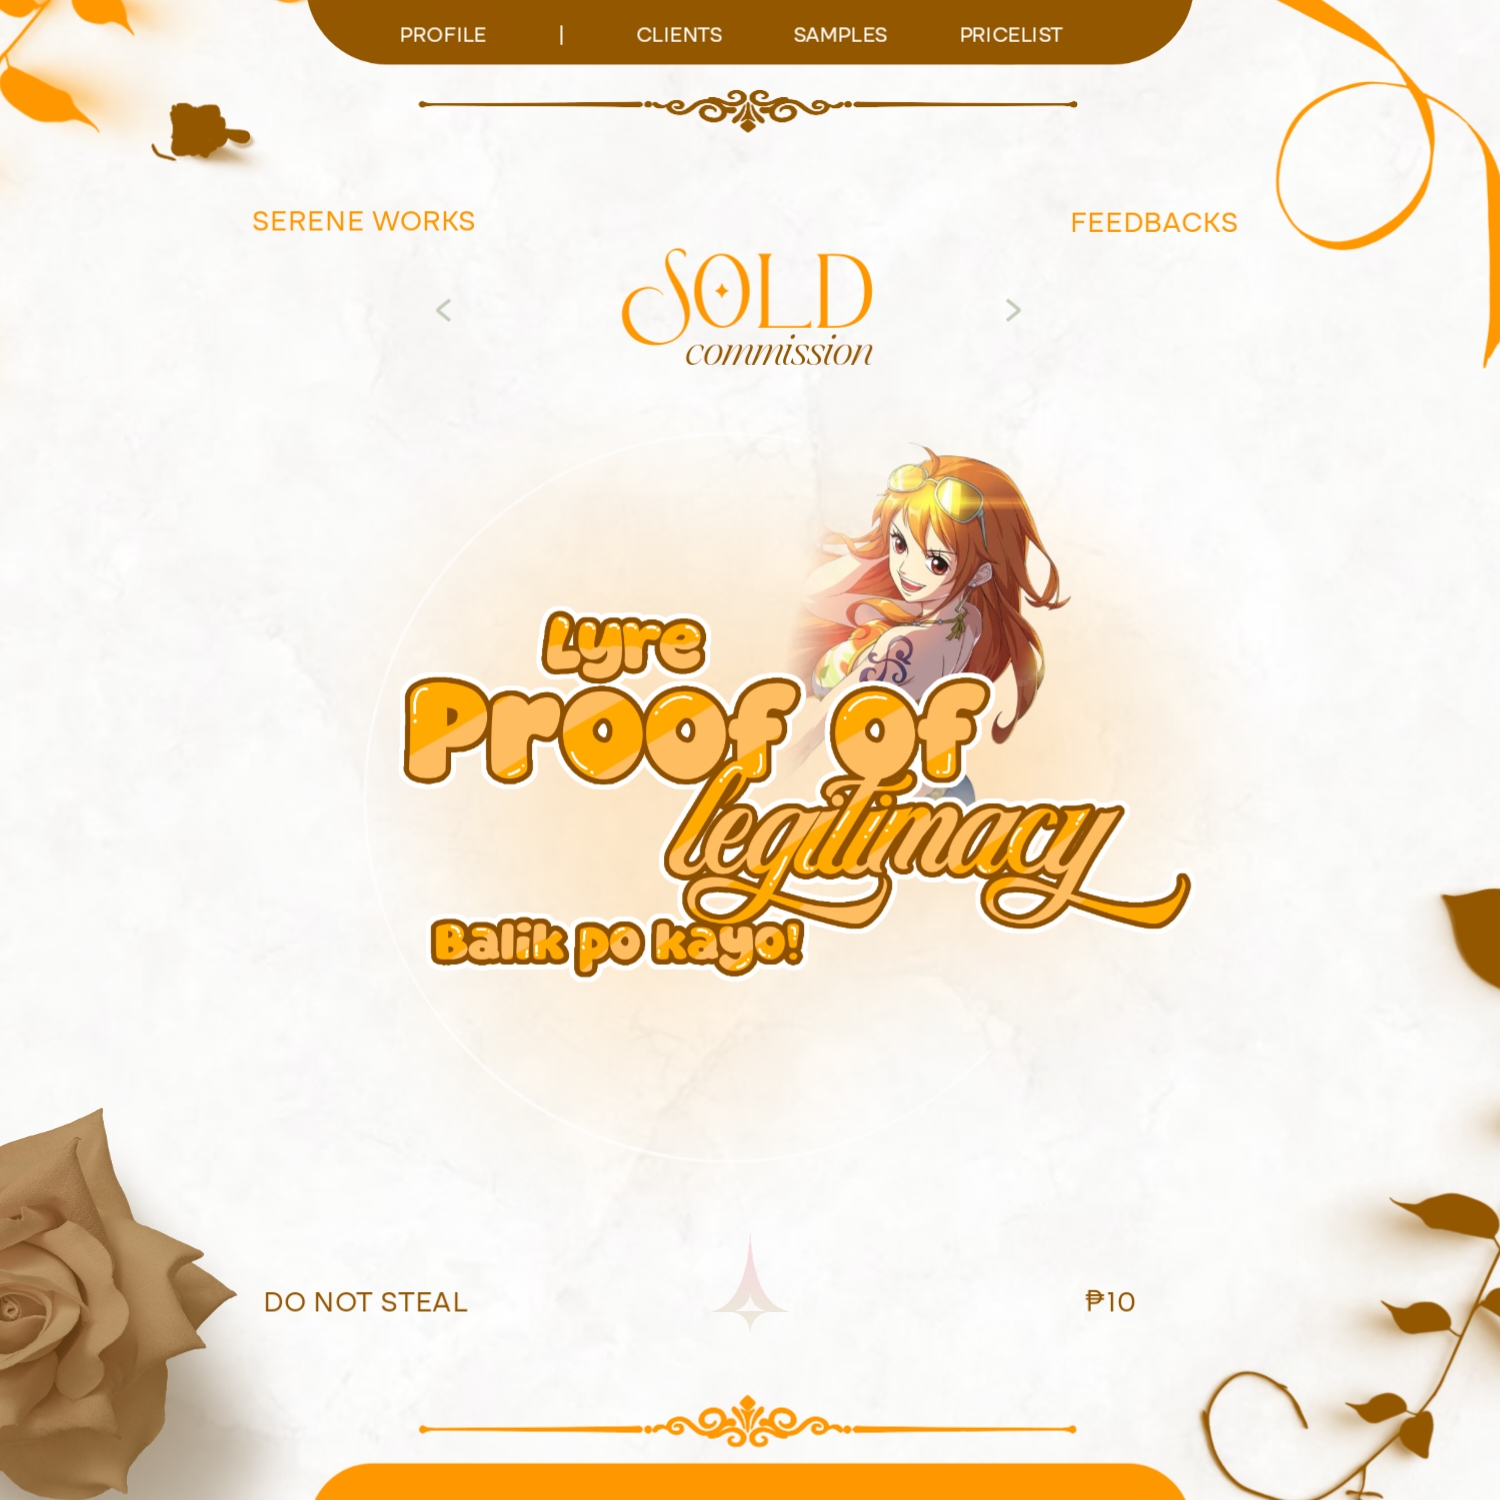 PROFILE | CLIENTS SAMPLES PRICELIST
SERENE WORKS
FEEDBACKS
< SOLD >
commission
Lyre
Proof of
legitimacy
Balik po kayo!
DO NOT STEAL
₱10